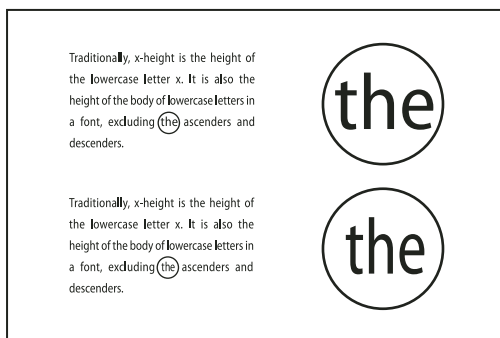 Traditionally, x-height is the height of
the lowercase letter x. It is also the
height of the body of lowercase letters in
a font, excluding the ascenders and
descenders.
the
Traditionally, x-height is the height of
the lowercase letter x. It is also the
height of the body of lowercase letters in
a font, excluding the ascenders and
descenders.
the